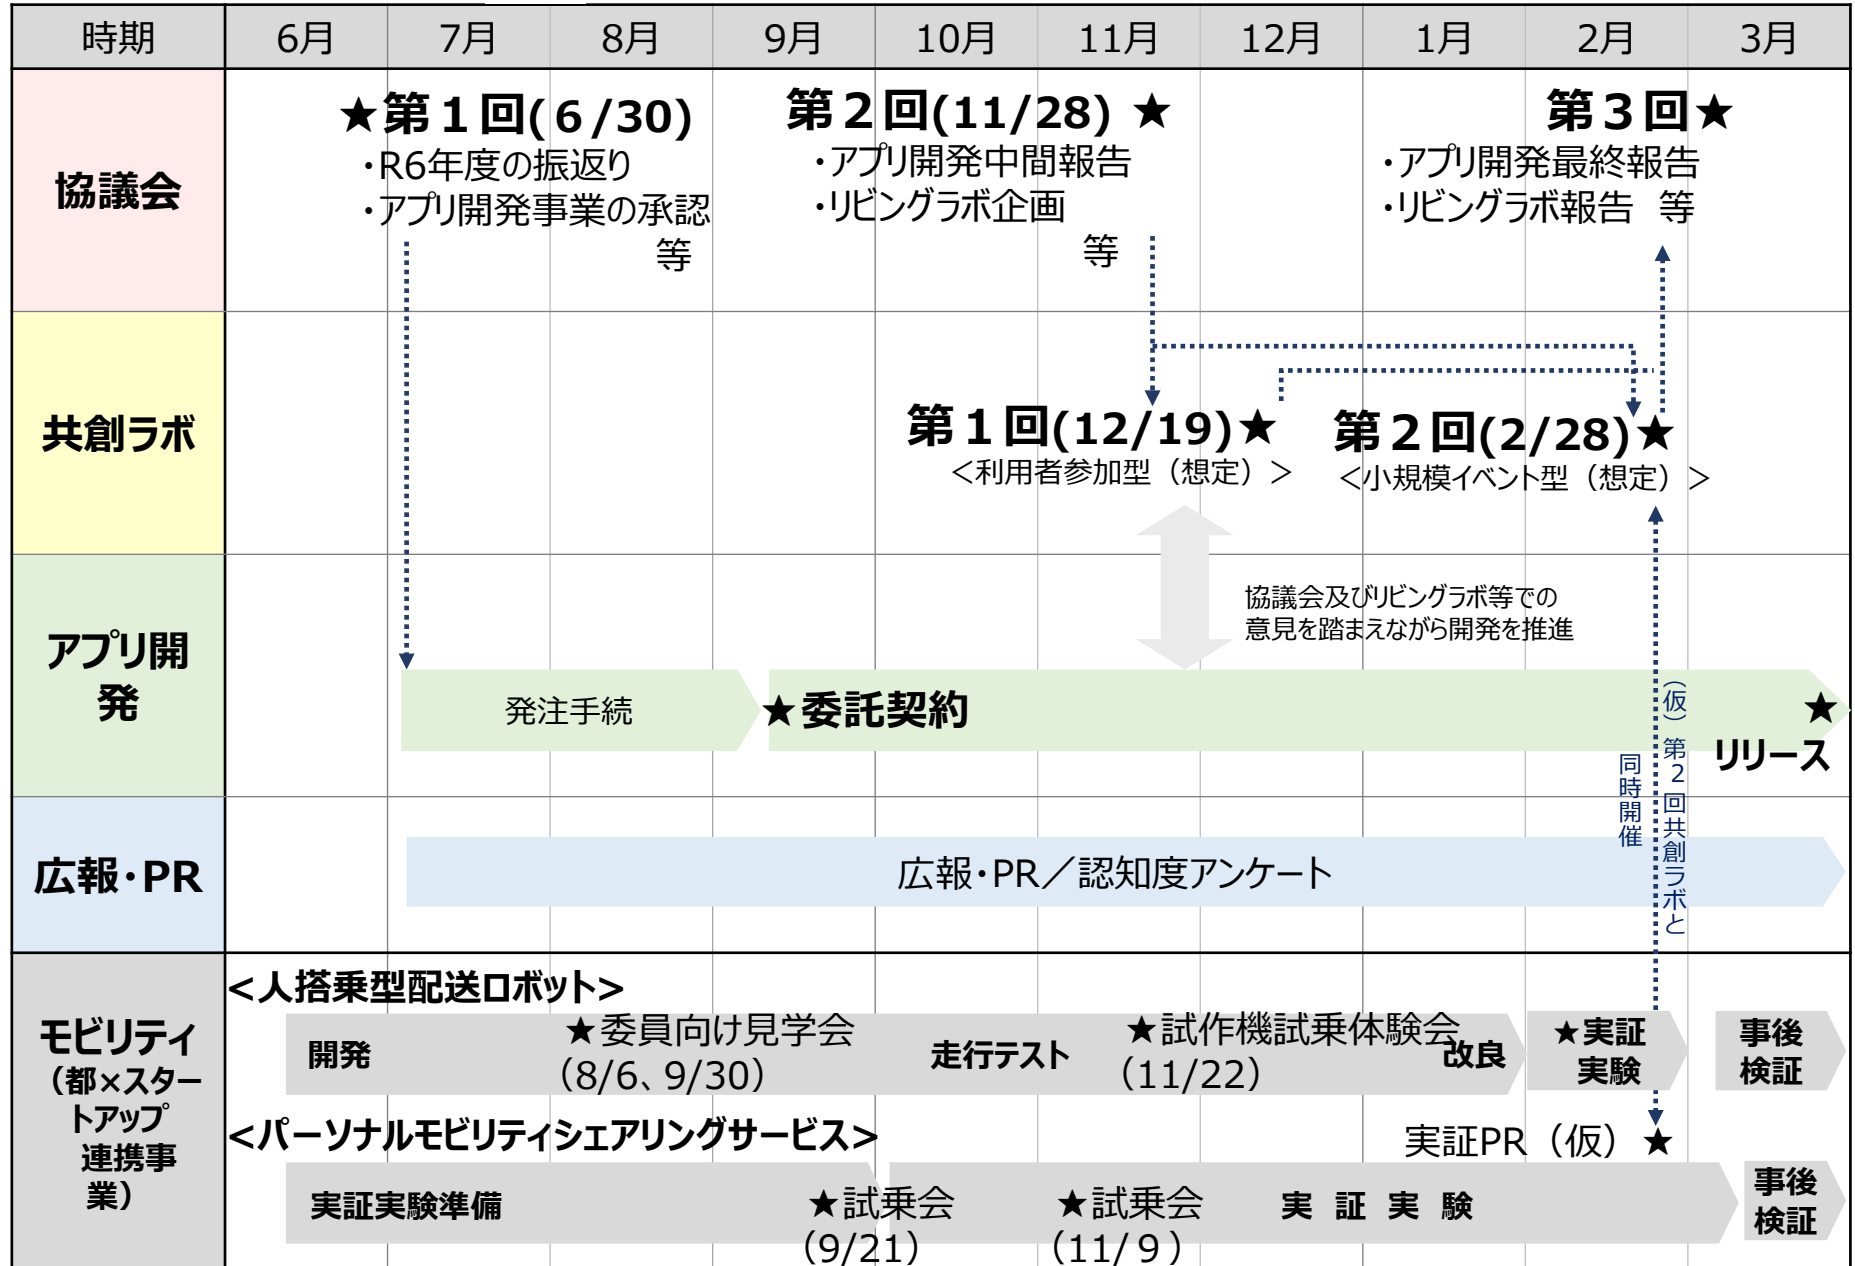 時期
6月
7月
8月
9月
10月
11月
12月
1月
2月
3月
協議会
★第１回(６/30)
・R6年度の振返り
・アプリ開発事業の承認
等
第２回(11/28) ★
・アプリ開発中間報告
・リビングラボ企画
等
第３回★
・アプリ開発最終報告
・リビングラボ報告　等
共創ラボ
第１回(12/19)★
＜利用者参加型（想定）＞
第２回(2/28)★
＜小規模イベント型（想定）＞
アプリ開
発
協議会及びリビングラボ等での
意見を踏まえながら開発を推進
発注手続
★委託契約
★
リリース
（仮）第２回共創ラボと
同時開催
広報・PR
広報・PR／認知度アンケート
モビリティ
（都×スター
トアップ
連携事
業）
<人搭乗型配送ロボット>
開発
★委員向け見学会
（8/6、9/30）
走行テスト
★試作機試乗体験会
（11/22）
改良
★実証
実験
事後
検証
<パーソナルモビリティシェアリングサービス>
実証PR（仮）★
実証実験準備
★試乗会
（9/21）
★試乗会
（11/９）
実 証 実 験
事後
検証